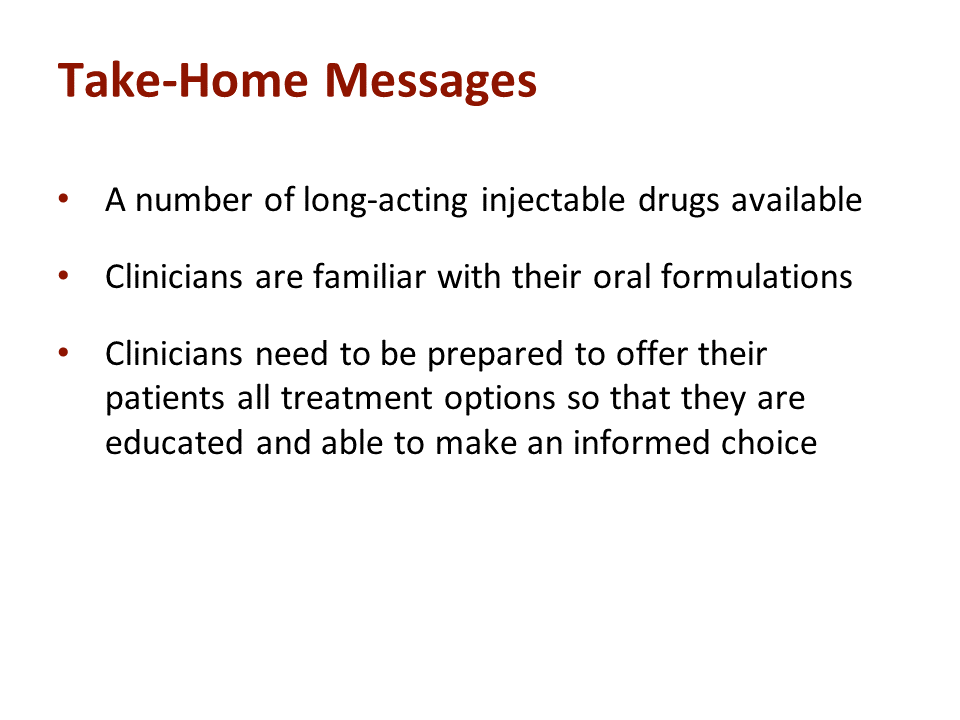 Take-Home Messages
• A number of long-acting injectable drugs available
• Clinicians are familiar with their oral formulations
• Clinicians need to be prepared to offer their
patients all treatment options so that they are
educated and able to make an informed choice